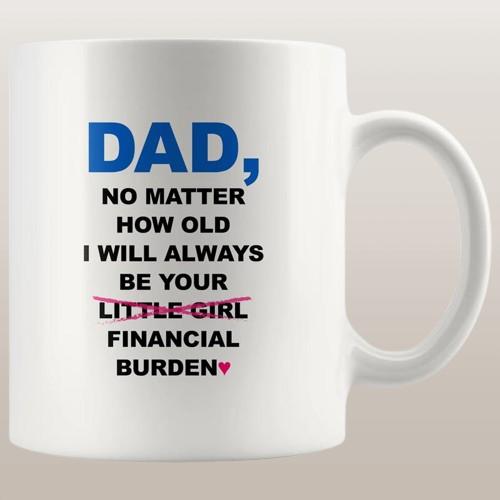 DAD,
NO MATTER
HOW OLD
I WILL ALWAYS
BE YOUR
LITTLE GIRL
FINANCIAL
BURDEN♥